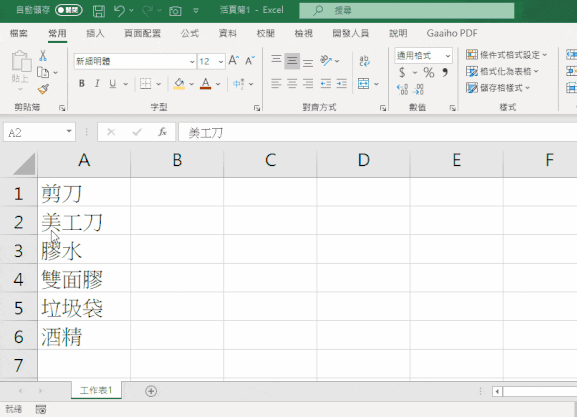 自動儲存 關閉 活頁簿1 - Excel 搜尋
檔案 常用 插入 頁面配置 公式 資料 校閱 檢視 開發人員 說明 Gaaiho PDF
貼上 新細明體 12 A A 通用格式 條件式格式設定
B I U A $ % 9 格式化為表格
儲存格樣式
剪貼簿 字型 對齊方式 數值 樣式
A2 fx 美工刀
A B C D E F
1 剪刀
2 美工刀
3 膠水
4 雙面膠
5 垃圾袋
6 酒精
7
工作表1
就緒